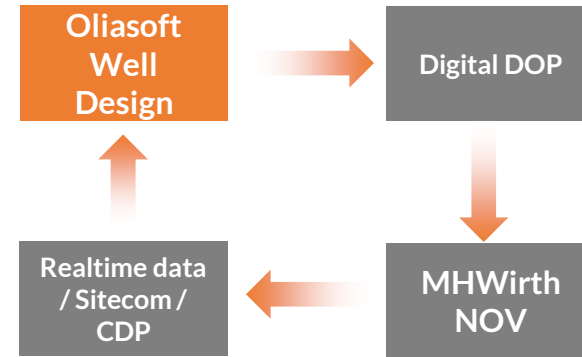 Oliasoft
Well
Design
Digital DOP
Realtime data
/ Sitecom /
CDP
MHWirth
NOV